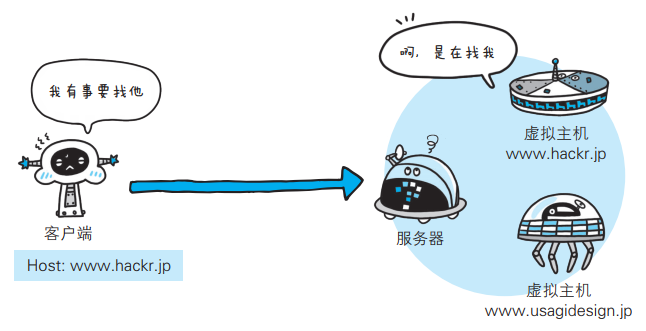 啊，是在找我
我有事要找他
虚拟主机
www.hackr.jp
客户端
服务器
Host: www.hackr.jp
虚拟主机
www.usagidesign.jp